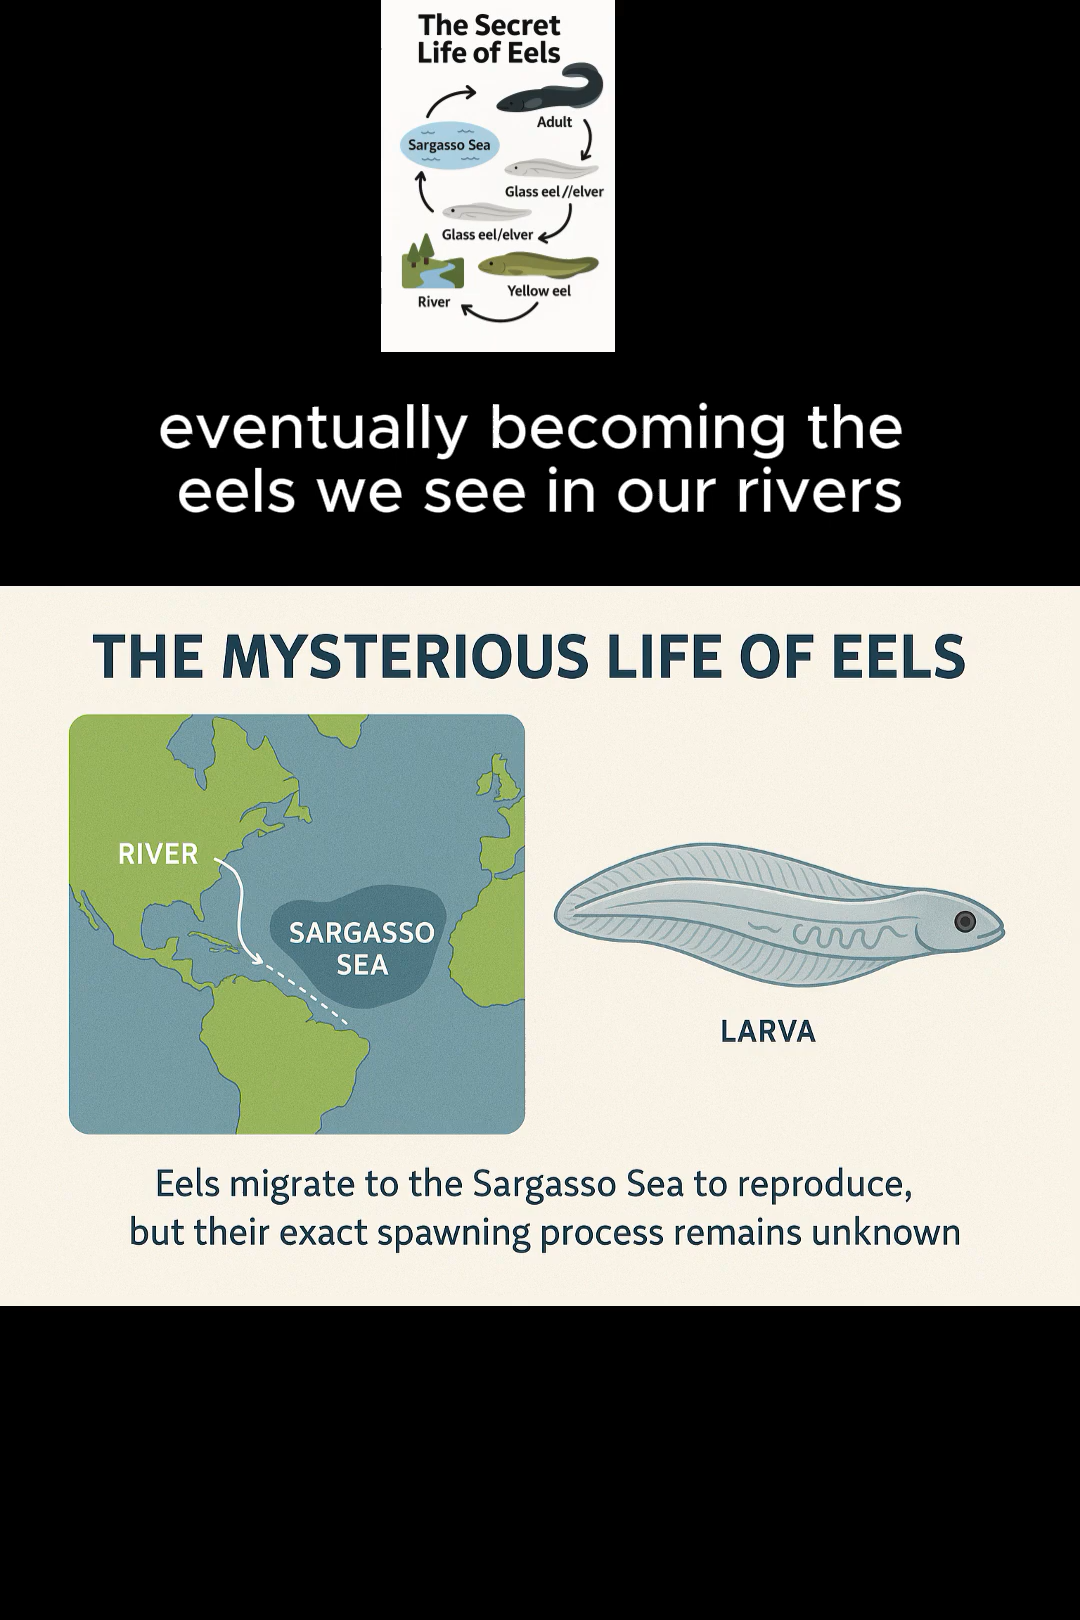 The Secret
Life of Eels
Adult
Sargasso Sea
Glass eel //elver
Glass eel/elver
Yellow eel
River
eventually becoming the
eels we see in our rivers
THE MYSTERIOUS LIFE OF EELS
RIVER
SARGASSO
SEA
LARVA
Eels migrate to the Sargasso Sea to reproduce,
but their exact spawning process remains unknown